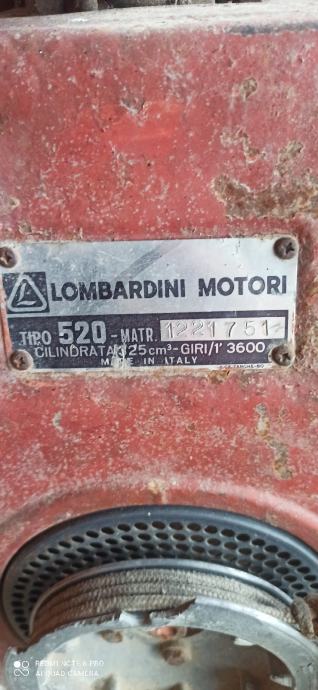 LOMBARDINI MOTORI
TIPO 520 - MATR. 1221751
CILINDRATA 325 cm³ - GIRI/1' 3600
MADE IN ITALY
REDMI NOTE 8 PRO
AI QUAD CAMERA